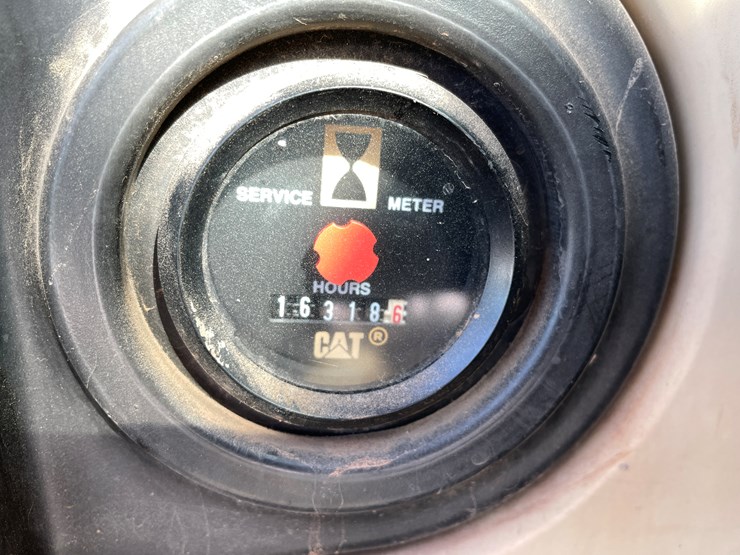 SERVICE METER
HOURS
163186
CAT®